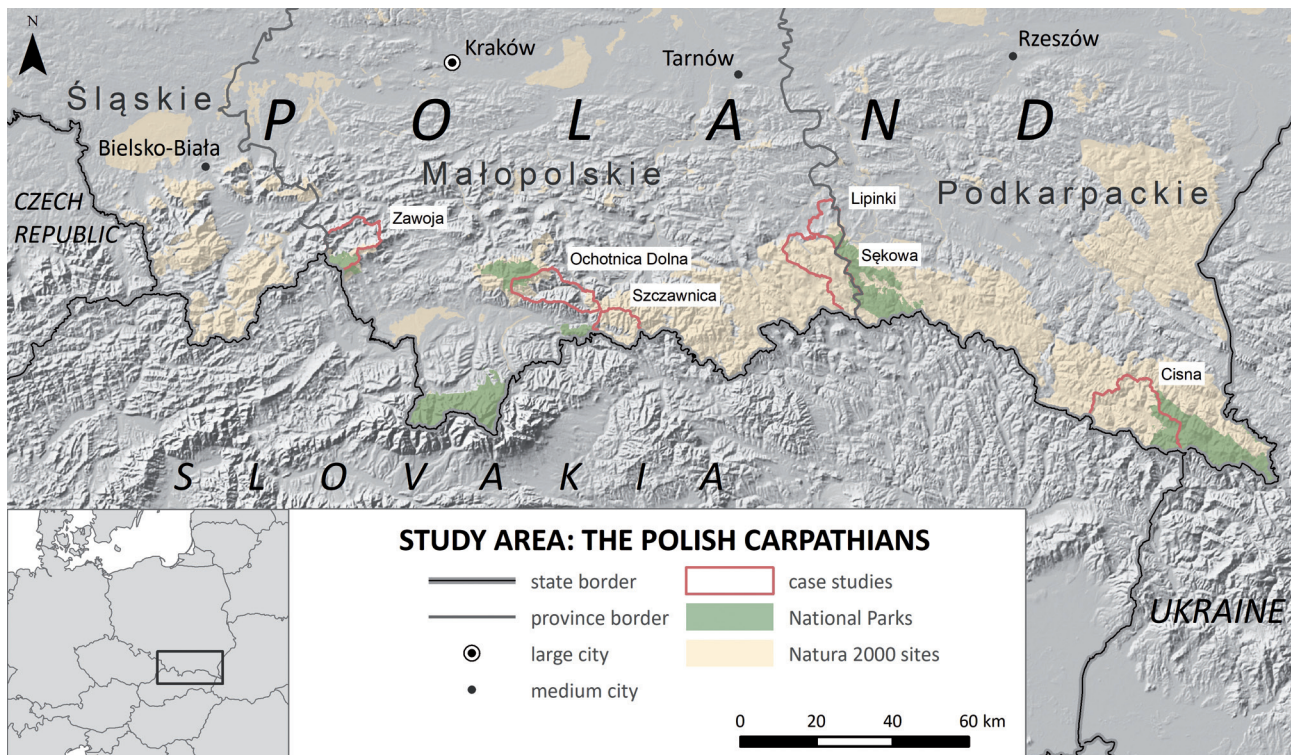 N
Kraków
Tarnów
Rzeszów
Śląskie
POLAND
Bielsko-Biała
Małopolskie
Podkarpackie
CZECH
REPUBLIC
Zawoja
Lipinki
Ochotnica Dolna
Sękowa
Szczawnica
Cisna
SLOVAKIA
UKRAINE
STUDY AREA: THE POLISH CARPATHIANS
state border
case studies
province border
National Parks
large city
Natura 2000 sites
medium city
0 20 40 60 km